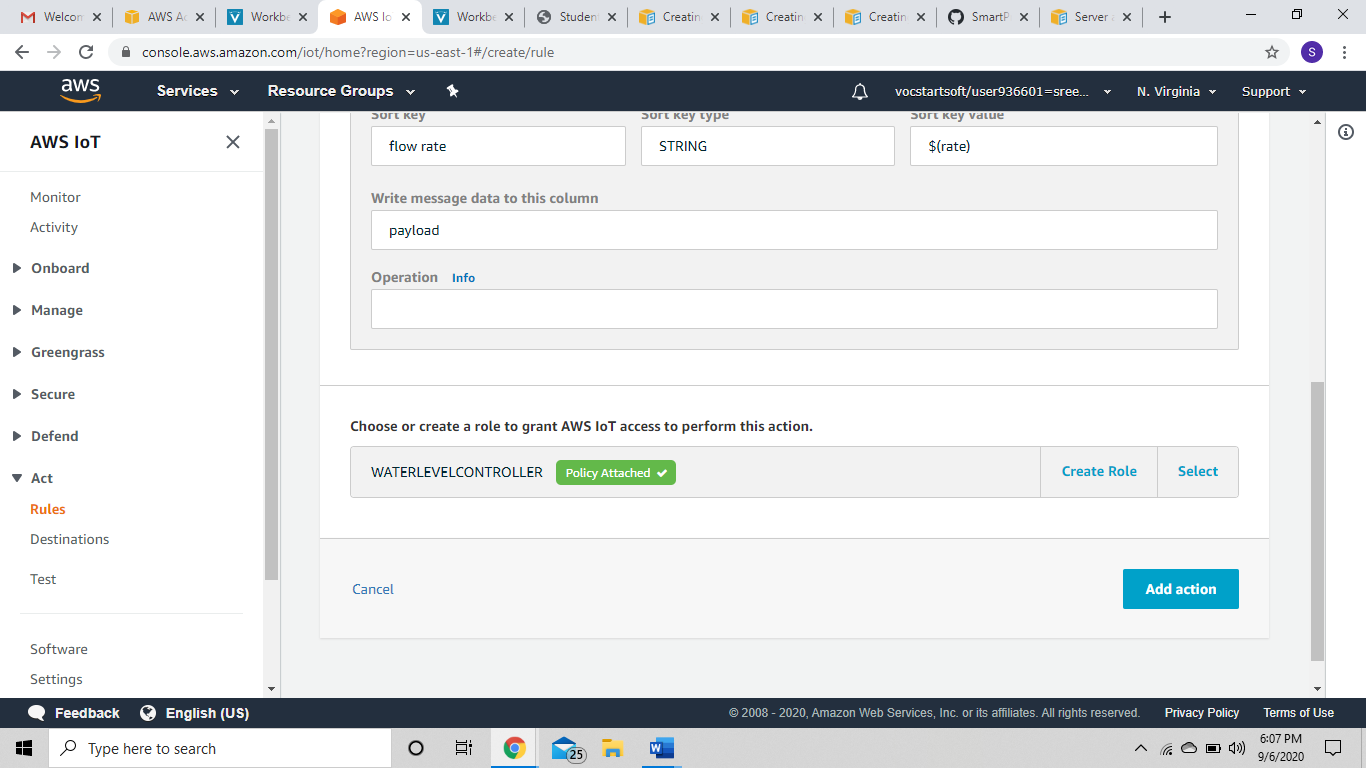 Welcom
AWS Ac
Workbe
AWS Io
Workbe
Student
Creatin
Creatin
Creatin
SmartP
Server
console.aws.amazon.com/iot/home?region=us-east-1#/create/rule
S
aws
Services
Resource Groups
vocstartsoft/user936601=sree...
N. Virginia
Support
AWS IoT
Monitor
Activity
Onboard
Manage
Greengrass
Secure
Defend
Act
Rules
Destinations
Test
Software
Settings
Sort key
Sort key type
Sort key value
flow rate
STRING
$(rate)
Write message data to this column
payload
Operation Info
Choose or create a role to grant AWS IoT access to perform this action.
WATERLEVELCONTROLLER Policy Attached
Create Role
Select
Cancel
Add action
Feedback
English (US)
© 2008 - 2020, Amazon Web Services, Inc. or its affiliates. All rights reserved.
Privacy Policy
Terms of Use
Type here to search
25
W
6:07 PM
9/6/2020